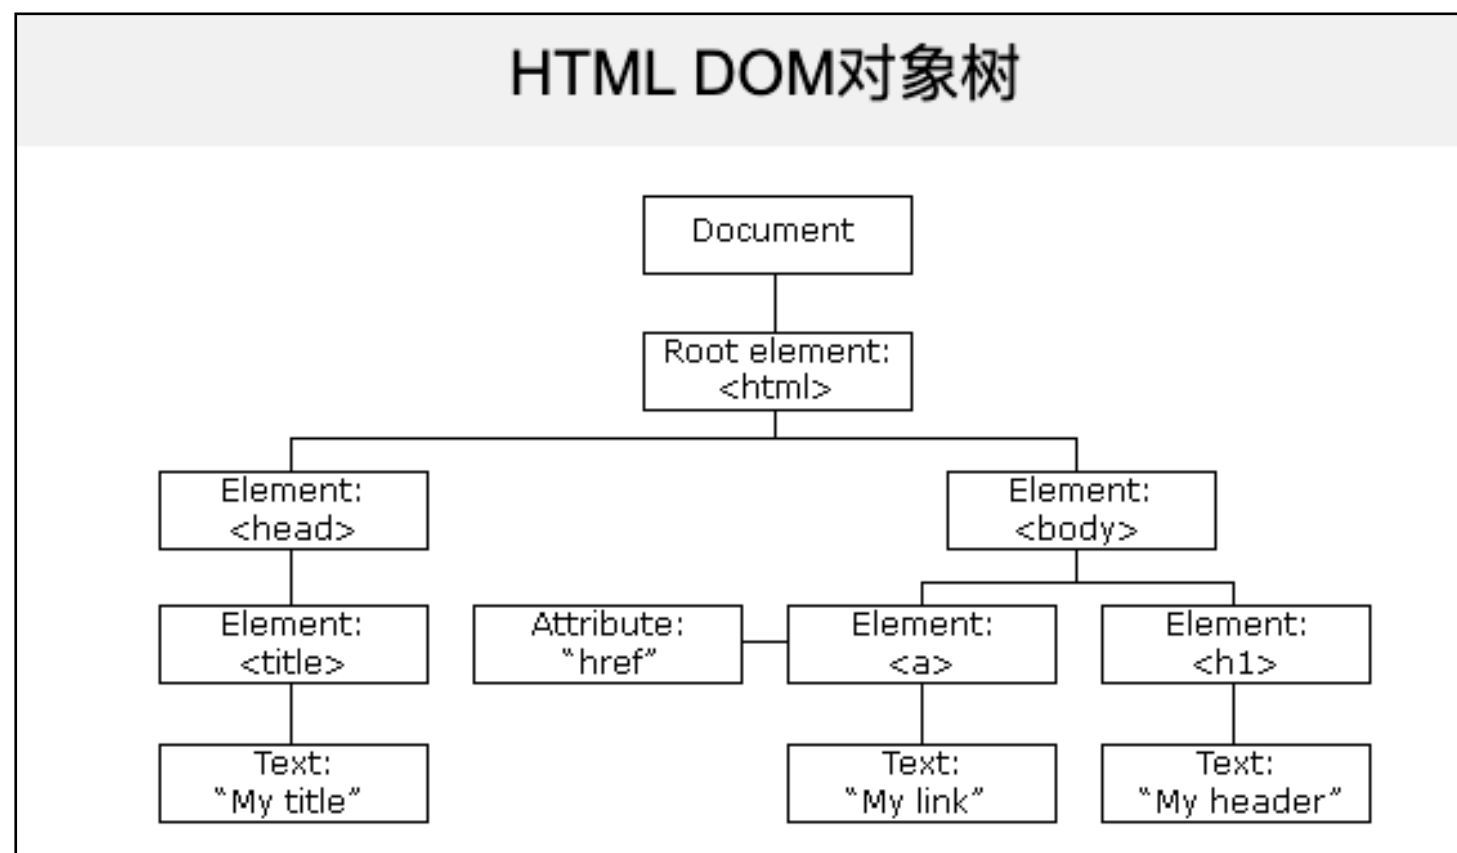 HTML DOM对象树
Document
Root element:
<html>
Element:
<head>
Element:
<body>
Element:
<title>
Attribute:
“href”
Element:
<a>
Element:
<h1>
Text:
“My title”
Text:
“My link”
Text:
“My header”